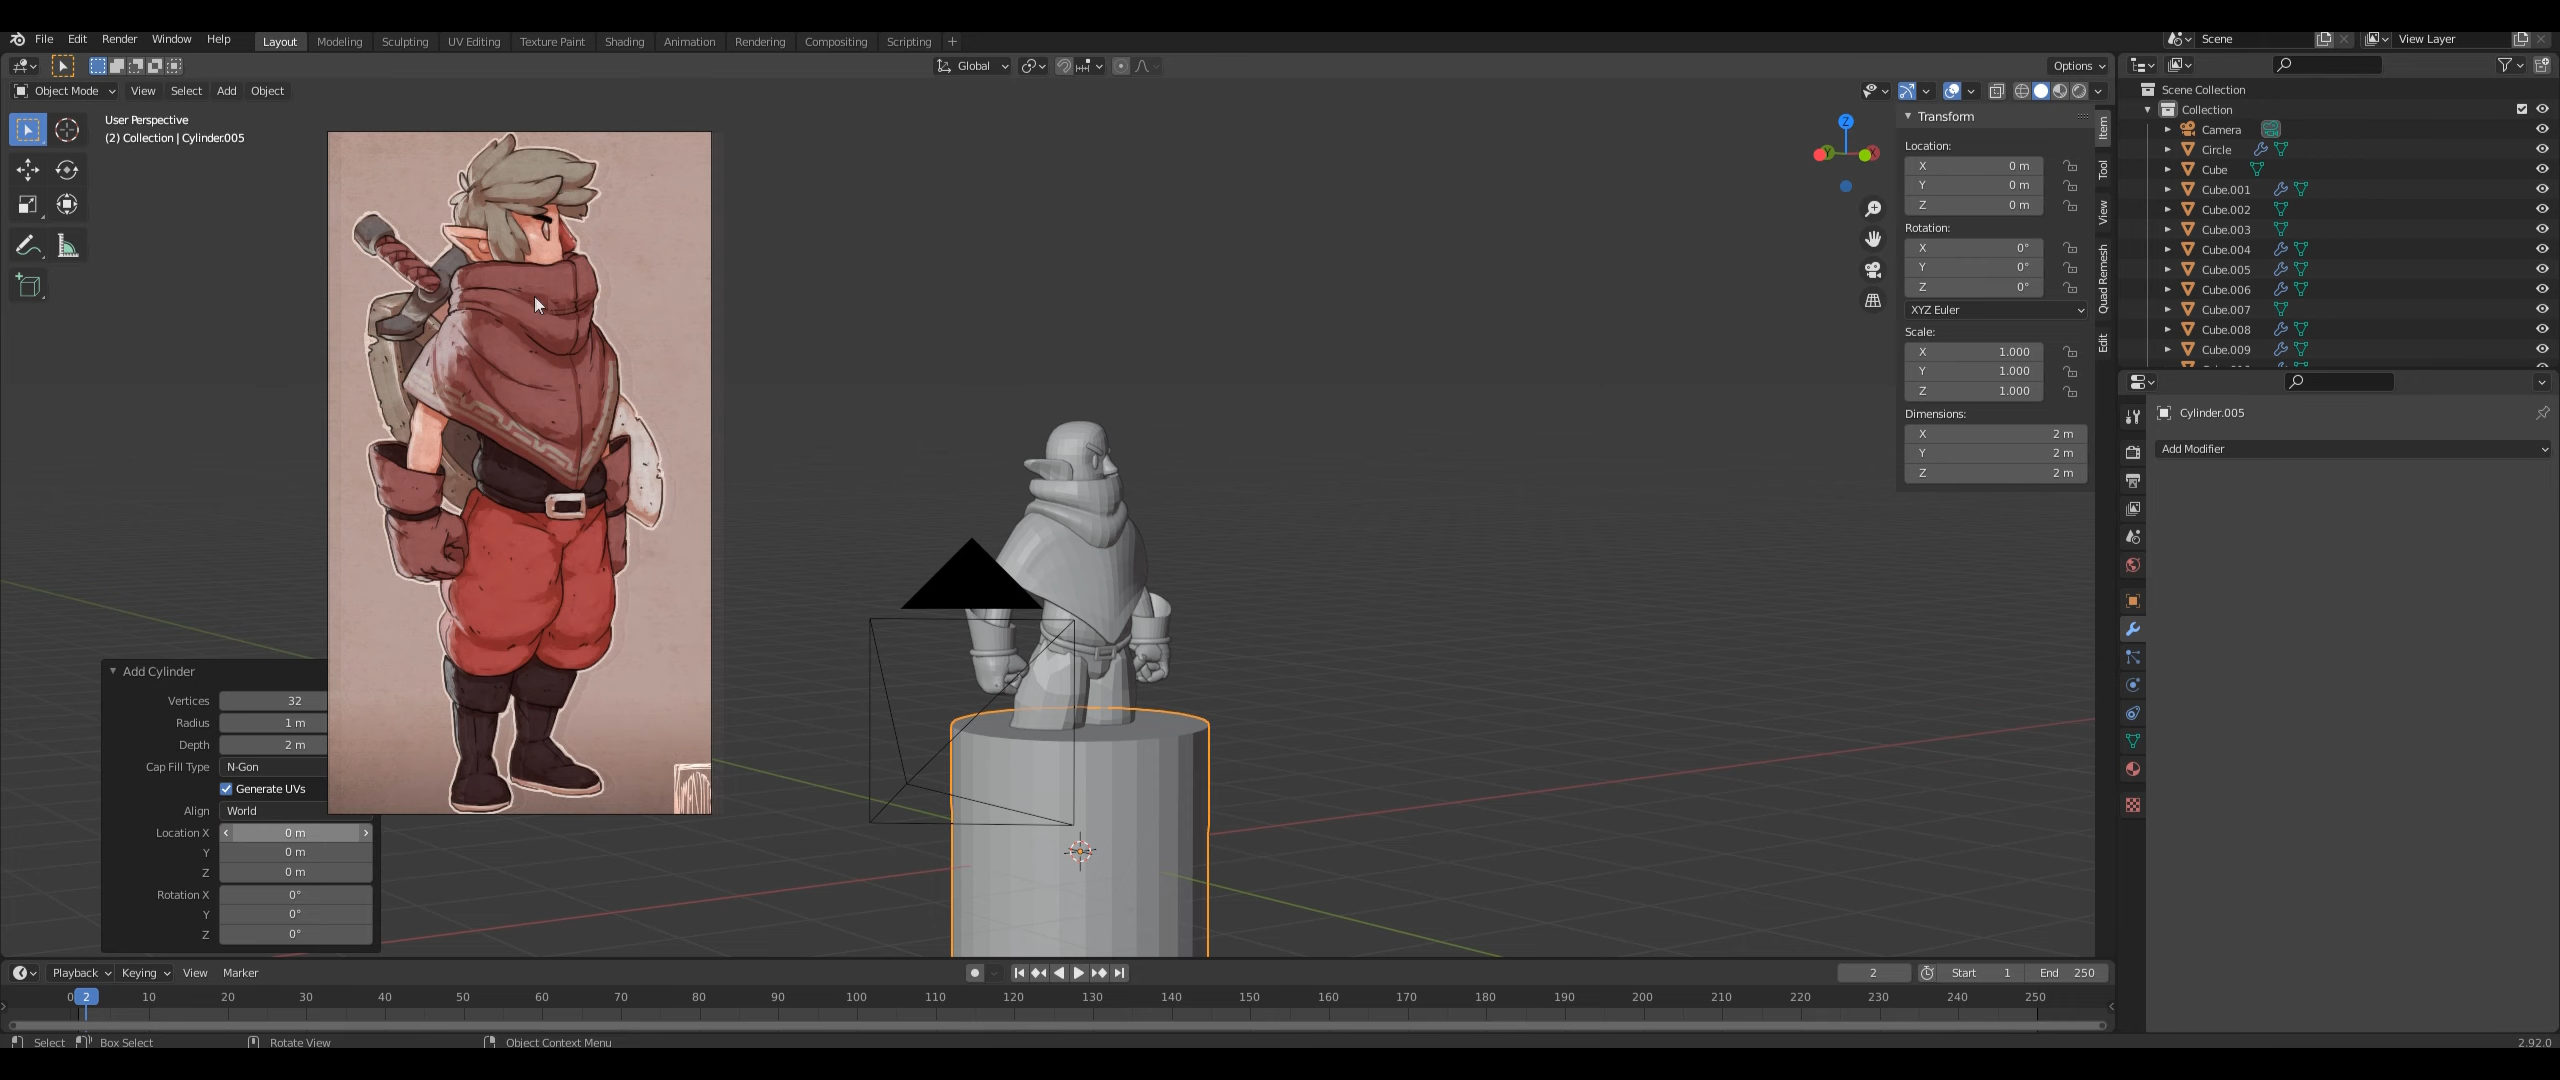 File Edit Render Window Help Layout Modeling Sculpting UV Editing Texture Paint Shading Animation Rendering Compositing Scripting + Scene View Layer
Global Options
Object Mode View Select Add Object
User Perspective
(2) Collection | Cylinder.005
Z
Y
X
Transform
Location:
X 0 m
Y 0 m
Z 0 m
Rotation:
X 0°
Y 0°
Z 0°
XYZ Euler
Scale:
X 1.000
Y 1.000
Z 1.000
Dimensions:
X 2 m
Y 2 m
Z 2 m
Item
Tool
View
Quad Remesh
Edit
Scene Collection
Collection
Camera
Circle
Cube
Cube.001
Cube.002
Cube.003
Cube.004
Cube.005
Cube.006
Cube.007
Cube.008
Cube.009
Cylinder.005
Add Modifier
Add Cylinder
Vertices 32
Radius 1 m
Depth 2 m
Cap Fill Type N-Gon
Generate UVs
Align World
Location X 0 m
Y 0 m
Z 0 m
Rotation X 0°
Y 0°
Z 0°
Playback Keying View Marker 2 Start 1 End 250
0 2 10 20 30 40 50 60 70 80 90 100 110 120 130 140 150 160 170 180 190 200 210 220 230 240 250
Select Box Select Rotate View Object Context Menu 2.92.0